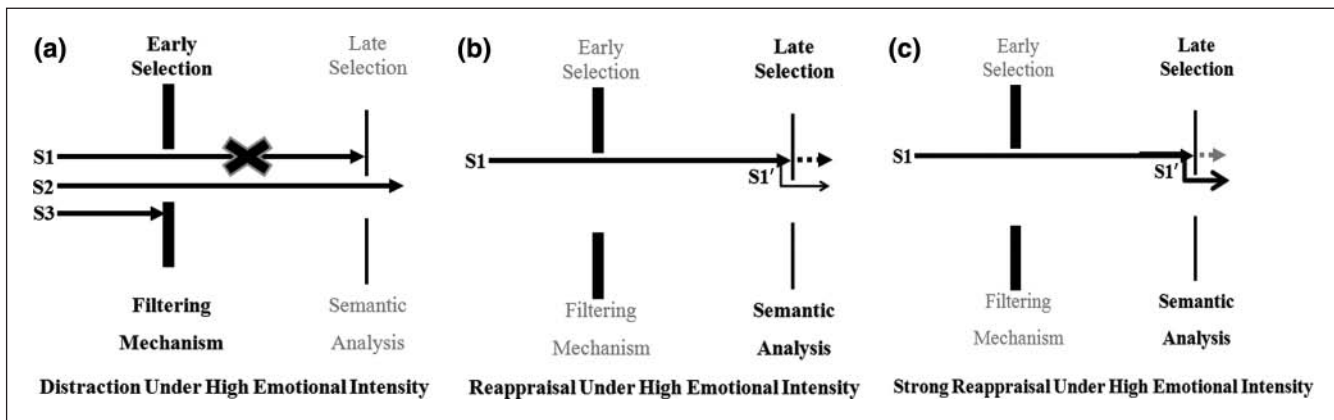 (a)
Early
Selection
Late
Selection
S1
S2
S3
Filtering
Mechanism
Semantic
Analysis
Distraction Under High Emotional Intensity
(b)
Early
Selection
Late
Selection
S1
S1′
Filtering
Mechanism
Semantic
Analysis
Reappraisal Under High Emotional Intensity
(c)
Early
Selection
Late
Selection
S1
S1′
Filtering
Mechanism
Semantic
Analysis
Strong Reappraisal Under High Emotional Intensity